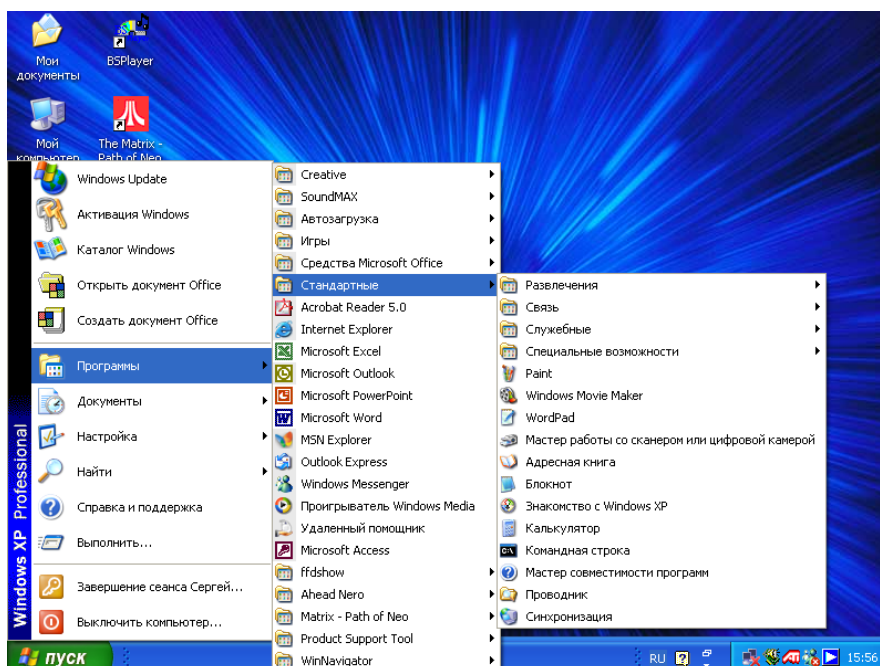 Мои
документы
BSPlayer
Мой
компьютер
The Matrix -
Path of Neo
Windows XP Professional
Windows Update
Активация Windows
Каталог Windows
Открыть документ Office
Создать документ Office
Программы
Документы
Настройка
Найти
Справка и поддержка
Выполнить...
Завершение сеанса Сергей...
Выключить компьютер...
Creative
SoundMAX
Автозагрузка
Игры
Средства Microsoft Office
Стандартные
Acrobat Reader 5.0
Internet Explorer
Microsoft Excel
Microsoft Outlook
Microsoft PowerPoint
Microsoft Word
MSN Explorer
Outlook Express
Windows Messenger
Проигрыватель Windows Media
Удаленный помощник
Microsoft Access
ffdshow
Ahead Nero
Matrix - Path of Neo
Product Support Tool
WinNavigator
Развлечения
Связь
Служебные
Специальные возможности
Paint
Windows Movie Maker
WordPad
Мастер работы со сканером или цифровой камерой
Адресная книга
Блокнот
Знакомство с Windows XP
Калькулятор
Командная строка
Мастер совместимости программ
Проводник
Синхронизация
пуск
RU
15:56